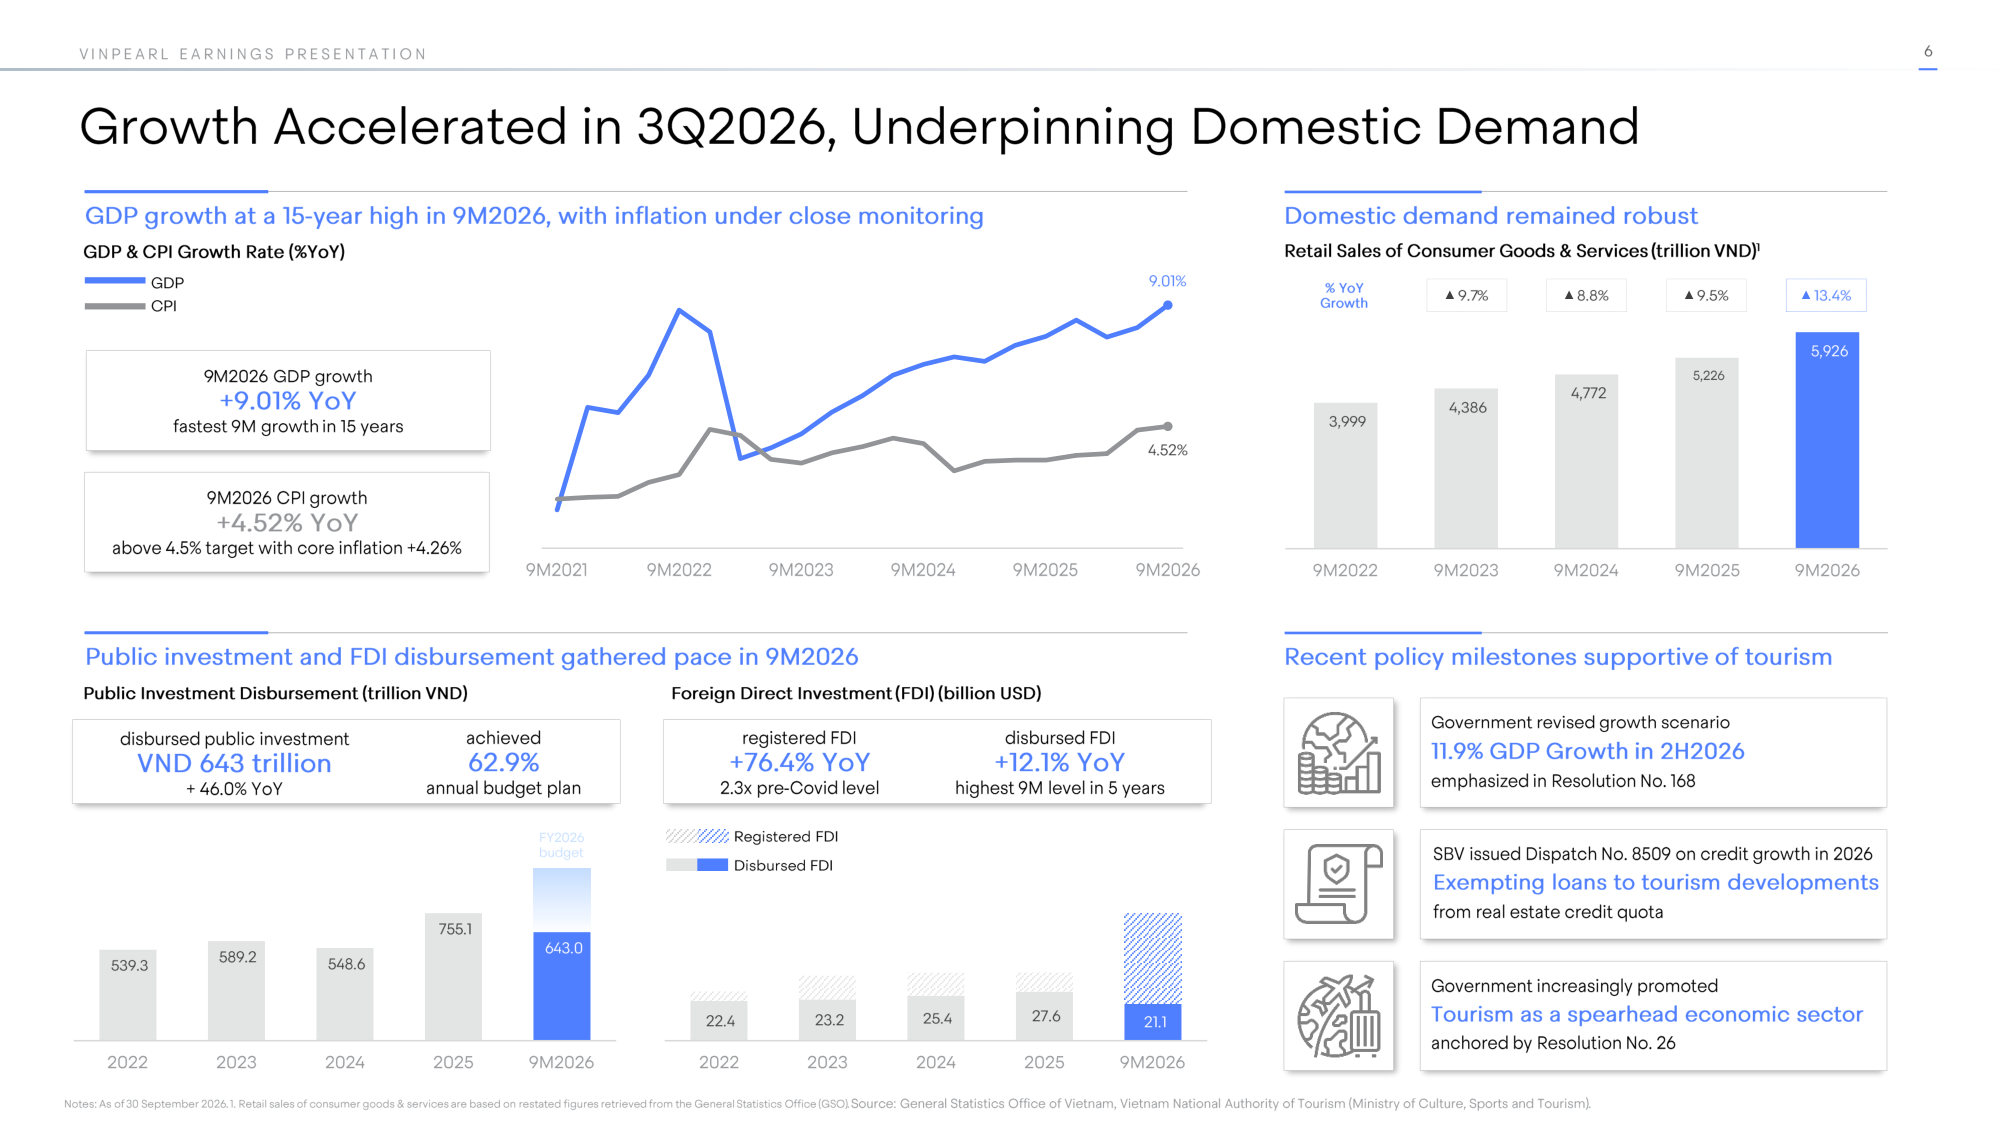 VINPEARL EARNINGS PRESENTATION
6
Growth Accelerated in 3Q2026, Underpinning Domestic Demand
GDP growth at a 15-year high in 9M2026, with inflation under close monitoring
GDP & CPI Growth Rate (%YoY)
GDP
CPI
9M2026 GDP growth
+9.01% YoY
fastest 9M growth in 15 years
9M2026 CPI growth
+4.52% YoY
above 4.5% target with core inflation +4.26%
9.01%
4.52%
9M2021 9M2022 9M2023 9M2024 9M2025 9M2026
Domestic demand remained robust
Retail Sales of Consumer Goods & Services (trillion VND)¹
% YoY
Growth
▲9.7% ▲8.8% ▲9.5% ▲13.4%
3,999 4,386 4,772 5,226 5,926
9M2022 9M2023 9M2024 9M2025 9M2026
Public investment and FDI disbursement gathered pace in 9M2026
Public Investment Disbursement (trillion VND)
disbursed public investment
VND 643 trillion
+ 46.0% YoY
achieved
62.9%
annual budget plan
FY2026
budget
539.3 589.2 548.6 755.1 643.0
2022 2023 2024 2025 9M2026
Foreign Direct Investment (FDI) (billion USD)
registered FDI
+76.4% YoY
2.3x pre-Covid level
disbursed FDI
+12.1% YoY
highest 9M level in 5 years
Registered FDI
Disbursed FDI
22.4 23.2 25.4 27.6 21.1
2022 2023 2024 2025 9M2026
Recent policy milestones supportive of tourism
Government revised growth scenario
11.9% GDP Growth in 2H2026
emphasized in Resolution No. 168
SBV issued Dispatch No. 8509 on credit growth in 2026
Exempting loans to tourism developments
from real estate credit quota
Government increasingly promoted
Tourism as a spearhead economic sector
anchored by Resolution No. 26
Notes: As of 30 September 2026. 1. Retail sales of consumer goods & services are based on restated figures retrieved from the General Statistics Office (GSO). Source: General Statistics Office of Vietnam, Vietnam National Authority of Tourism (Ministry of Culture, Sports and Tourism).